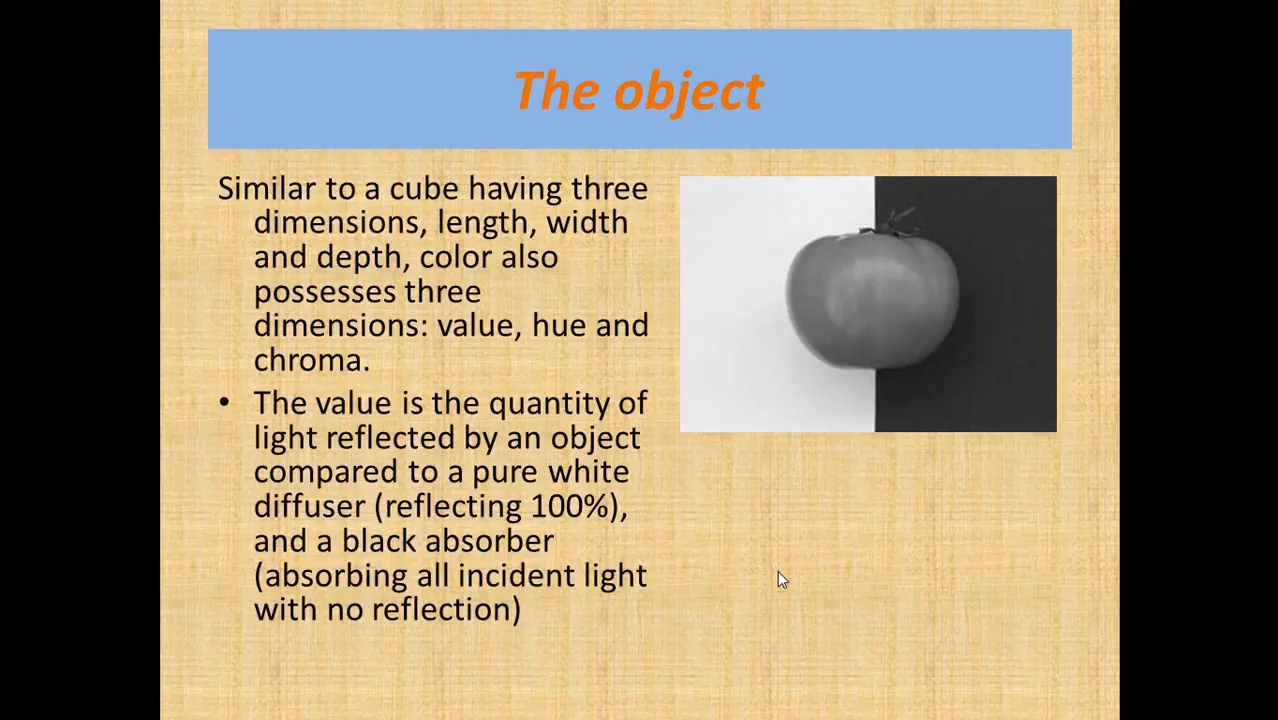 The object
Similar to a cube having three
dimensions, length, width
and depth, color also
possesses three
dimensions: value, hue and
chroma.
• The value is the quantity of
light reflected by an object
compared to a pure white
diffuser (reflecting 100%),
and a black absorber
(absorbing all incident light
with no reflection)